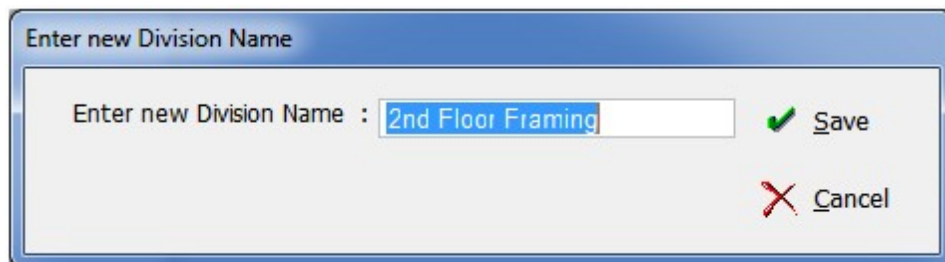 Enter new Division Name
Enter new Division Name : 2nd Floor Framing
Save
Cancel